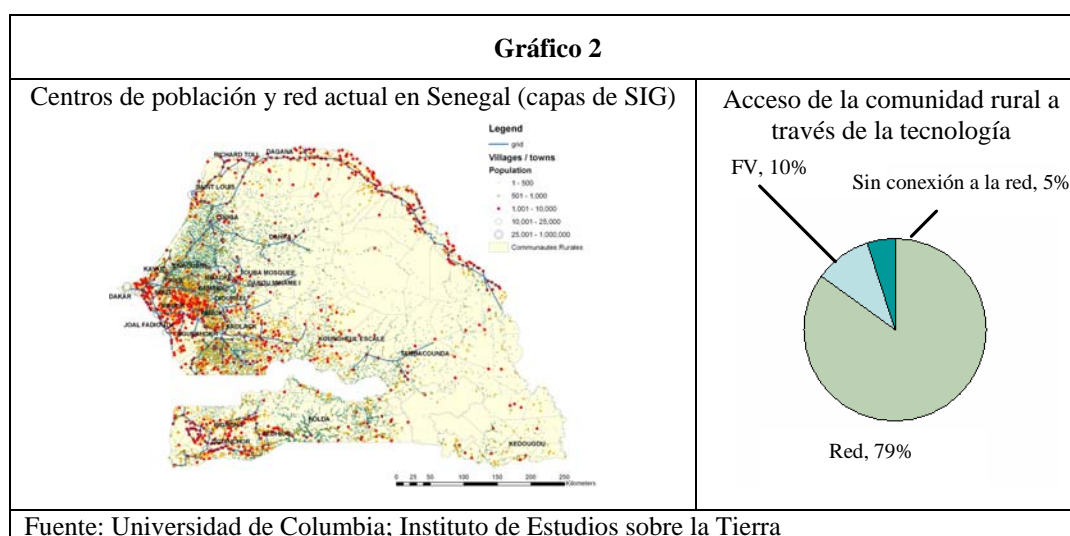 Gráfico 2
Centros de población y red actual en Senegal (capas de SIG)
Legend
grid
Villages / towns
Population
1 - 500
501 - 1,000
1,001 - 10,000
10,001 - 25,000
25,001 - 1,000,000
Communautes Rurales
RICHARD TOLL
DAGANA
SAINT LOUIS
DAHRA
TOUBA MOSQUEE
DAKAR
JOAL FADIOUTH
KAOLACK
KOUNGHEUL ESCALE
TAMBACOUNDA
KOLDA
KEDOUGOU
0 25 50 100 150 200 250
Kilometers
Acceso de la comunidad rural a
través de la tecnología
FV, 10%
Sin conexión a la red, 5%
Red, 79%
Fuente: Universidad de Columbia; Instituto de Estudios sobre la Tierra